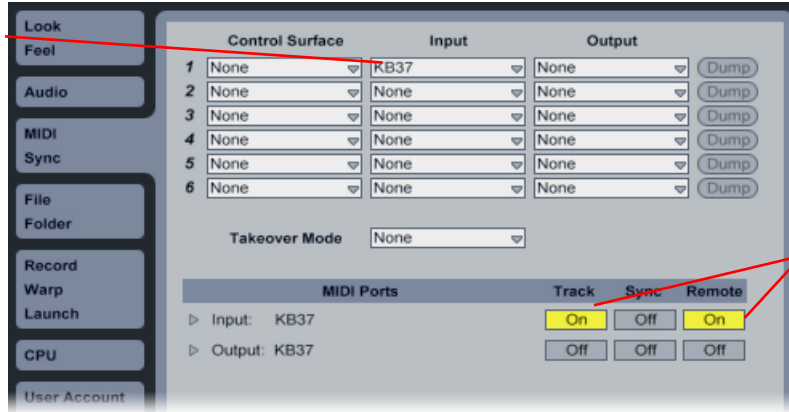 Look
Feel
Audio
MIDI
Sync
File
Folder
Record
Warp
Launch
CPU
User Account
Control Surface Input Output
1 None KB37 None Dump
2 None None None Dump
3 None None None Dump
4 None None None Dump
5 None None None Dump
6 None None None Dump
Takeover Mode None
MIDI Ports Track Sync Remote
Input: KB37 On Off On
Output: KB37 Off Off Off